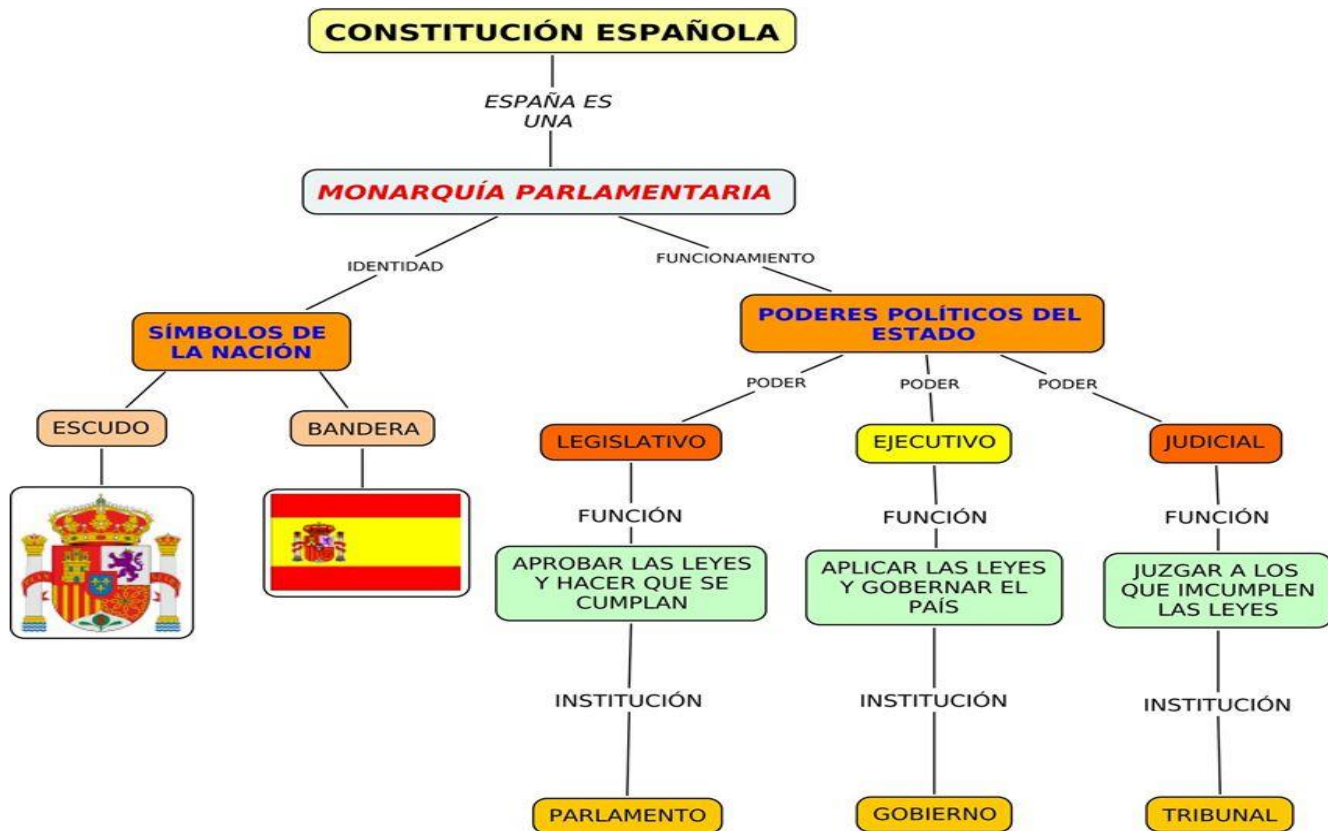 CONSTITUCIÓN ESPAÑOLA
ESPAÑA ES
UNA
MONARQUÍA PARLAMENTARIA
IDENTIDAD
FUNCIONAMIENTO
SÍMBOLOS DE
LA NACIÓN
PODERES POLÍTICOS DEL
ESTADO
ESCUDO
BANDERA
PODER
PODER
PODER
LEGISLATIVO
EJECUTIVO
JUDICIAL
FUNCIÓN
FUNCIÓN
FUNCIÓN
APROBAR LAS LEYES
Y HACER QUE SE
CUMPLAN
APLICAR LAS LEYES
Y GOBERNAR EL
PAÍS
JUZGAR A LOS
QUE IMCUMPLEN
LAS LEYES
INSTITUCIÓN
INSTITUCIÓN
INSTITUCIÓN
PARLAMENTO
GOBIERNO
TRIBUNAL